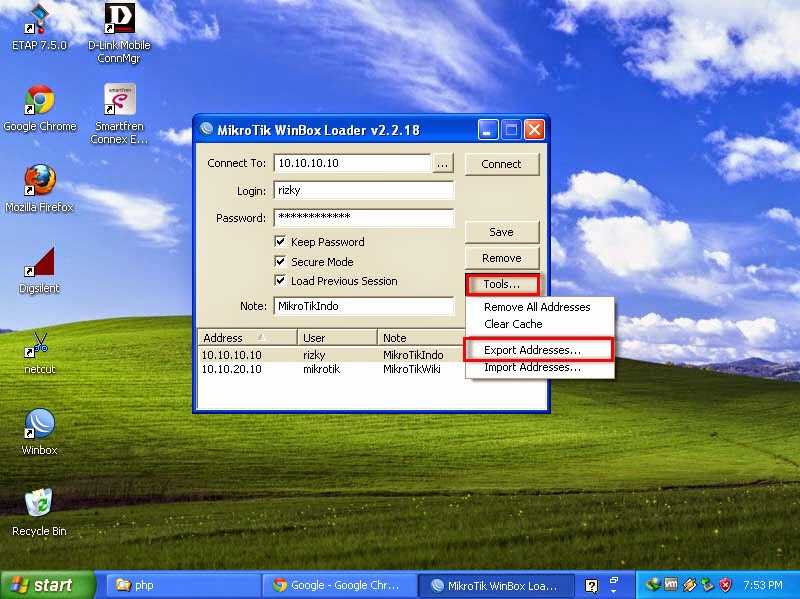 ETAP 7.5.0
D-Link Mobile
ConnMgr
Google Chrome
smartfren
Smartfren
Connex E...
Mozilla Firefox
Digsilent
netcut
Winbox
Recycle Bin
MikroTik WinBox Loader v2.2.18
Connect To: 10.10.10.10 ... Connect
Login: rizky
Password: ************
Keep Password
Secure Mode
Load Previous Session
Note: MikroTikIndo
Save
Remove
Tools...
Remove All Addresses
Clear Cache
Export Addresses...
Import Addresses...
Address User Note
10.10.10.10 rizky MikroTikIndo
10.10.20.10 mikrotik MikroTikWiki
start
php
Google - Google Chr...
MikroTik WinBox Loa...
7:53 PM